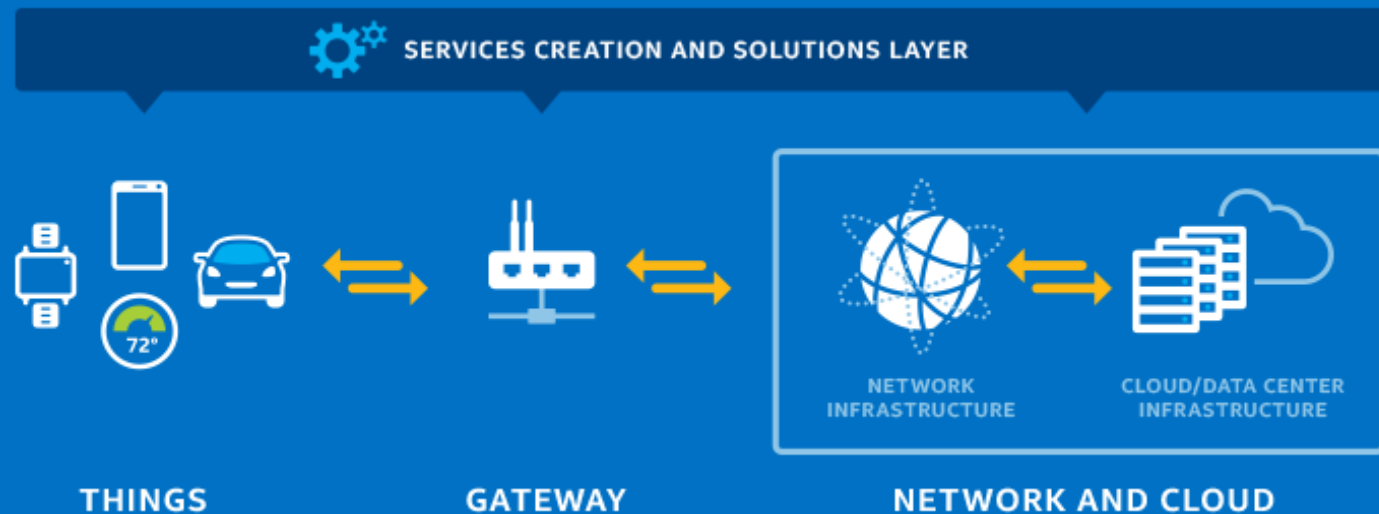 SERVICES CREATION AND SOLUTIONS LAYER
72°
NETWORK
INFRASTRUCTURE
CLOUD/DATA CENTER
INFRASTRUCTURE
THINGS
GATEWAY
NETWORK AND CLOUD